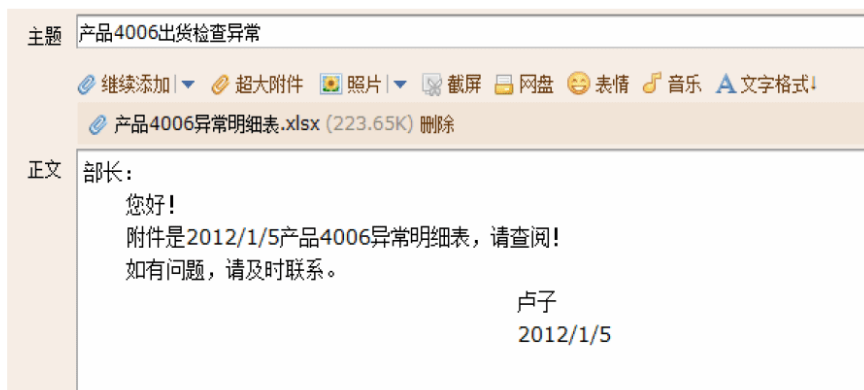 主题 产品4006出货检查异常
继续添加 超大附件 照片 截屏 网盘 表情 音乐 A文字格式↓
产品4006异常明细表.xlsx (223.65K) 删除
正文 部长：
您好！
附件是2012/1/5产品4006异常明细表，请查阅！
如有问题，请及时联系。
卢子
2012/1/5